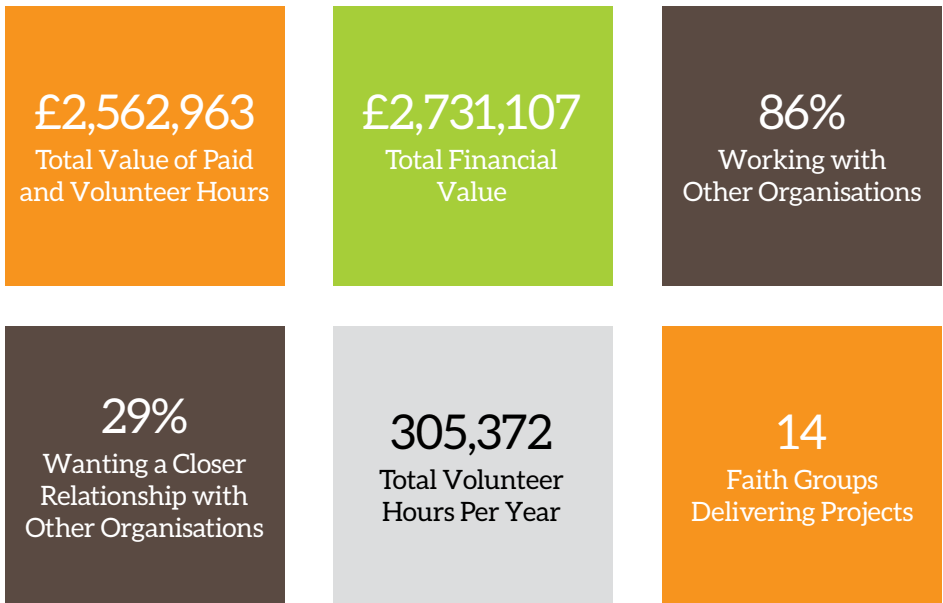 £2,562,963
Total Value of Paid
and Volunteer Hours
£2,731,107
Total Financial
Value
86%
Working with
Other Organisations
29%
Wanting a Closer
Relationship with
Other Organisations
305,372
Total Volunteer
Hours Per Year
14
Faith Groups
Delivering Projects